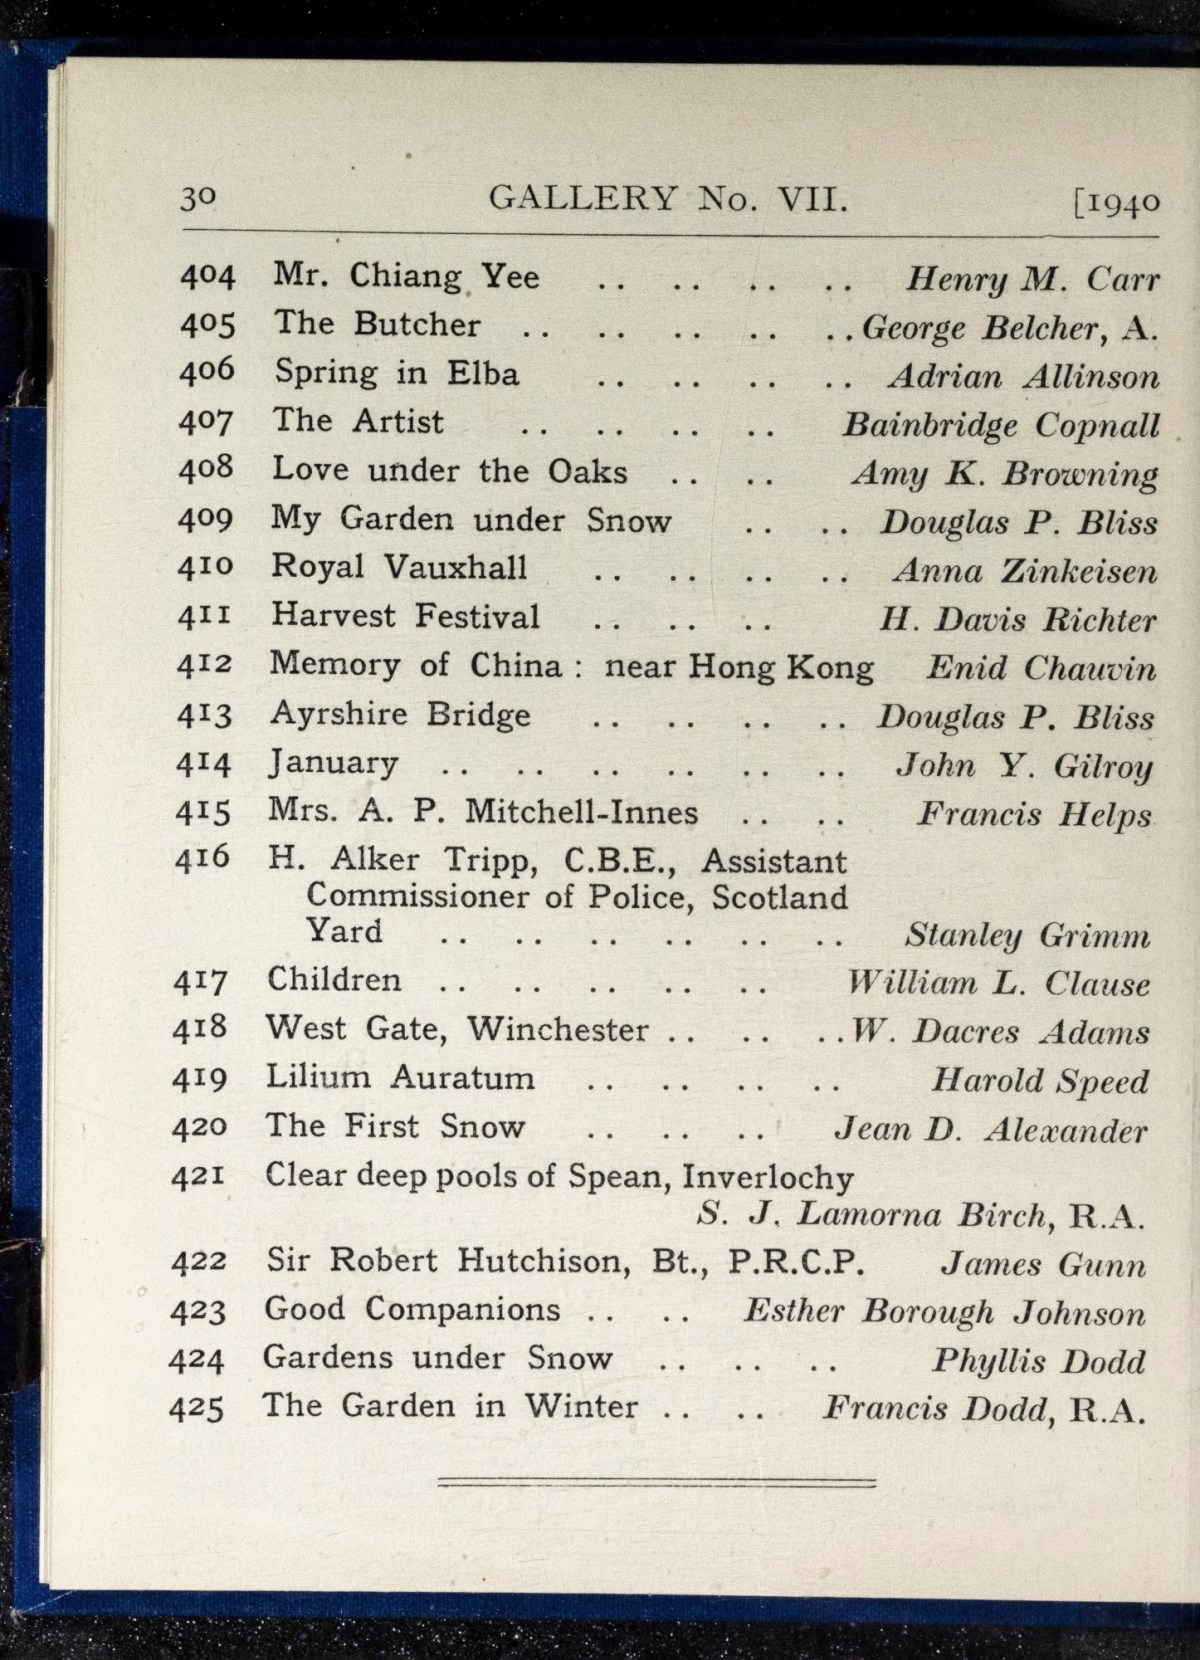 30 GALLERY No. VII. [1940
404 Mr. Chiang Yee .. .. .. .. Henry M. Carr
405 The Butcher .. .. .. .. .. George Belcher, A.
406 Spring in Elba .. .. .. .. Adrian Allinson
407 The Artist .. .. .. .. Bainbridge Copnall
408 Love under the Oaks .. .. Amy K. Browning
409 My Garden under Snow .. .. Douglas P. Bliss
410 Royal Vauxhall .. .. .. .. Anna Zinkeisen
411 Harvest Festival .. .. .. H. Davis Richter
412 Memory of China : near Hong Kong Enid Chauvin
413 Ayrshire Bridge .. .. .. .. Douglas P. Bliss
414 January .. .. .. .. .. .. John Y. Gilroy
415 Mrs. A. P. Mitchell-Innes .. .. Francis Helps
416 H. Alker Tripp, C.B.E., Assistant
Commissioner of Police, Scotland
Yard .. .. .. .. .. .. Stanley Grimm
417 Children .. .. .. .. .. William L. Clause
418 West Gate, Winchester .. .. .. W. Dacres Adams
419 Lilium Auratum .. .. .. .. Harold Speed
420 The First Snow .. .. .. Jean D. Alexander
421 Clear deep pools of Spean, Inverlochy
S. J. Lamorna Birch, R.A.
422 Sir Robert Hutchison, Bt., P.R.C.P. James Gunn
423 Good Companions .. .. Esther Borough Johnson
424 Gardens under Snow .. .. .. Phyllis Dodd
425 The Garden in Winter .. .. Francis Dodd, R.A.